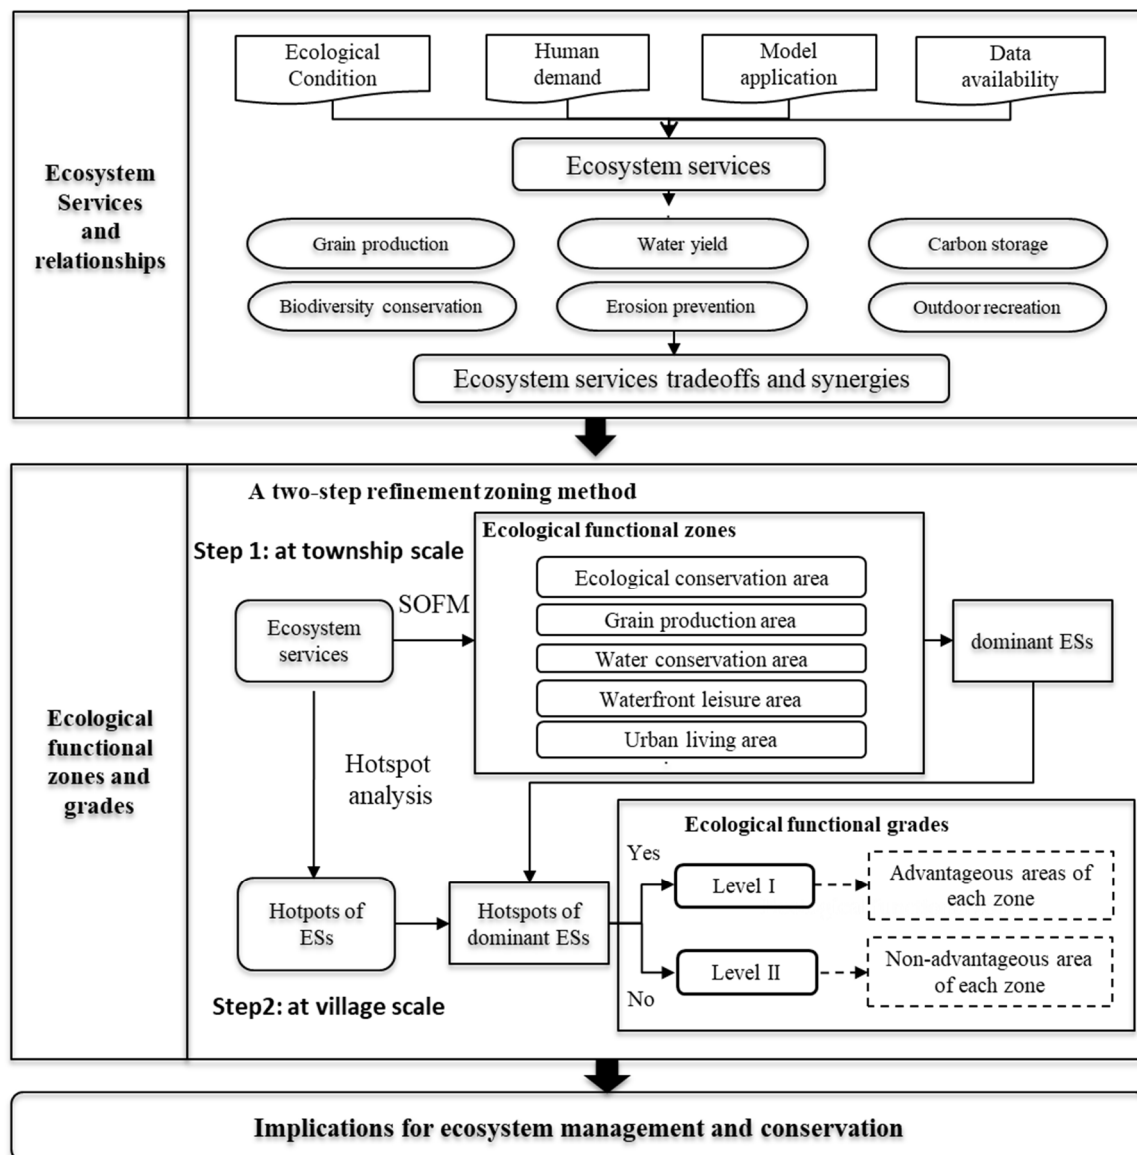 Ecological
Condition
Human
demand
Model
application
Data
availability
Ecosystem services
Ecosystem
Services
and
relationships
Grain production
Water yield
Carbon storage
Biodiversity conservation
Erosion prevention
Outdoor recreation
Ecosystem services tradeoffs and synergies
A two-step refinement zoning method
Step 1: at township scale
Ecological functional zones
SOFM
Ecosystem
services
Ecological conservation area
Grain production area
Water conservation area
Waterfront leisure area
Urban living area
dominant ESs
Ecological
functional
zones and
grades
Hotspot
analysis
Ecological functional grades
Hotpots of
ESs
Hotspots of
dominant ESs
Yes
Level I
Advantageous areas of
each zone
No
Level II
Non-advantageous area
of each zone
Step2: at village scale
Implications for ecosystem management and conservation